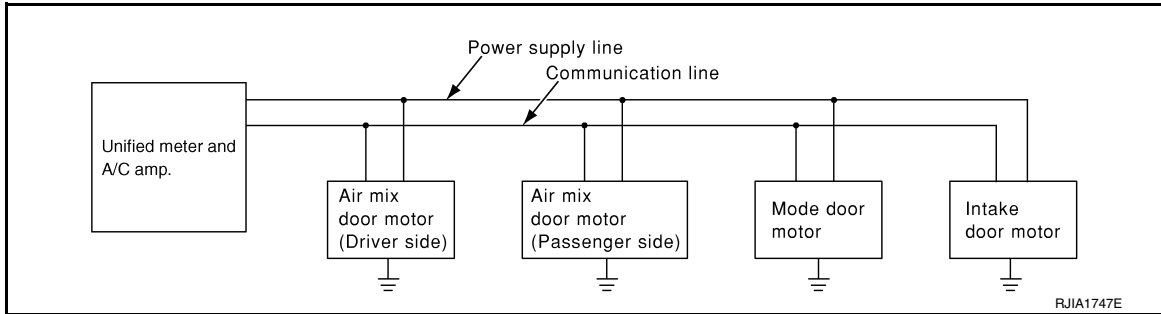 Power supply line
Communication line
Unified meter and
A/C amp.
Air mix
door motor
(Driver side)
Air mix
door motor
(Passenger side)
Mode door
motor
Intake
door motor
RJIA1747E